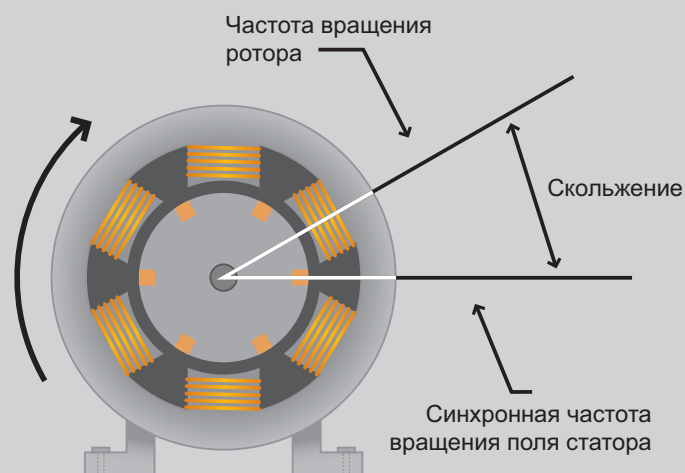 Частота вращения
ротора
Скольжение
Синхронная частота
вращения поля статора